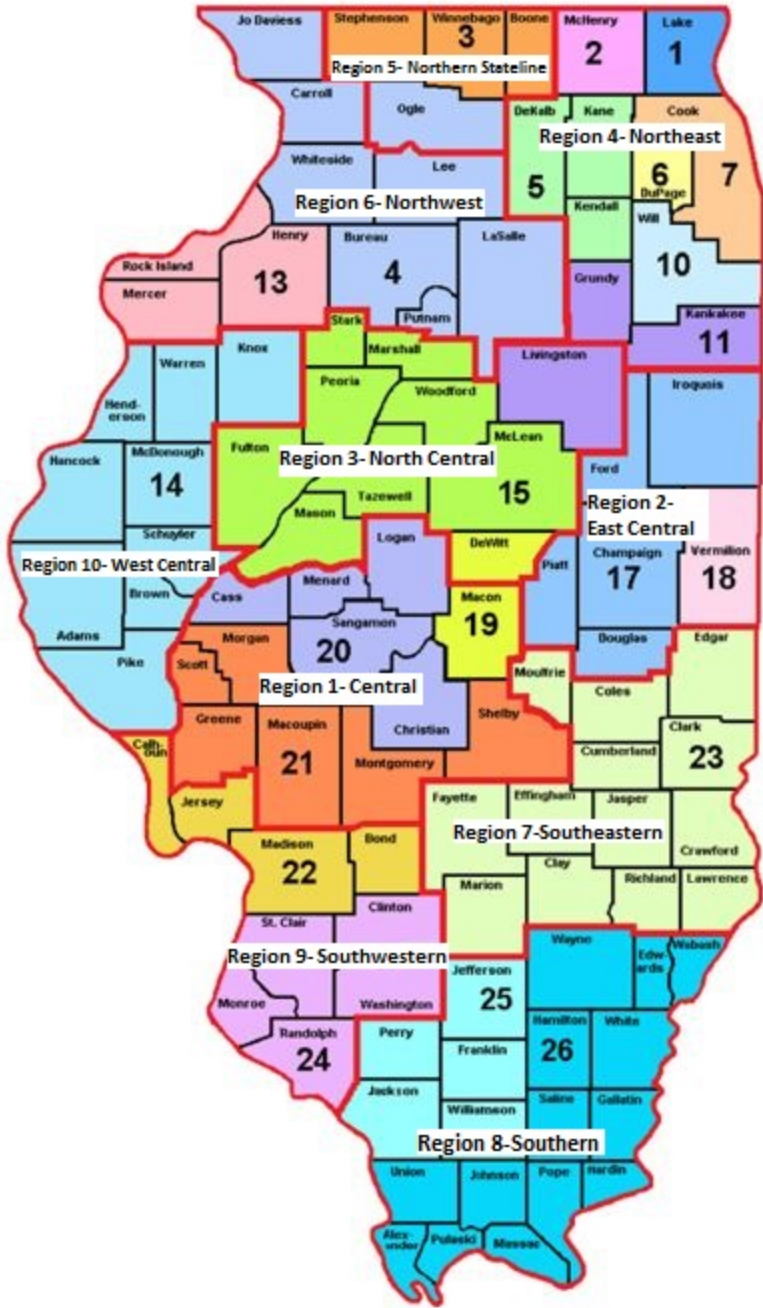 Jo Daviess
Stephenson
Winnebago
Boone
McHenry
Lake
3
2
1
Region 5- Northern Stateline
Carroll
Ogle
DeKalb
Kane
Cook
Region 4- Northeast
Whiteside
Lee
5
6
7
DuPage
Region 6- Northwest
Kendall
Will
Henry
Bureau
LaSalle
Rock Island
13
4
10
Mercer
Grundy
Putnam
Kankakee
11
Stark
Marshall
Knox
Warren
Livingston
Peoria
Woodford
Iroquois
Hend-
erson
McLean
Fulton
Hancock
McDonough
Region 3- North Central
Ford
14
15
Mason
Tazewell
Region 2-
East Central
Schuyler
Logan
DeWitt
Region 10- West Central
Piatt
Champaign
Vermilion
17
18
Menard
Cass
Brown
Macon
Sangamon
19
Adams
Morgan
20
Douglas
Edgar
Pike
Scott
Moultrie
Region 1- Central
Coles
Greene
Macoupin
Christian
Shelby
Clark
Calh-
oun
21
Montgomery
Cumberland
23
Jersey
Fayette
Effingham
Jasper
Madison
Bond
Region 7-Southeastern
22
Crawford
Clay
Marion
Richland
Lawrence
Clinton
St. Clair
Wayne
Wabash
Region 9- Southwestern
Edw-
ards
Jefferson
25
Monroe
Washington
Randolph
Perry
Hamilton
White
24
Franklin
26
Jackson
Williamson
Saline
Gallatin
Region 8-Southern
Union
Johnson
Pope
Hardin
Alex-
ander
Pulaski
Massac